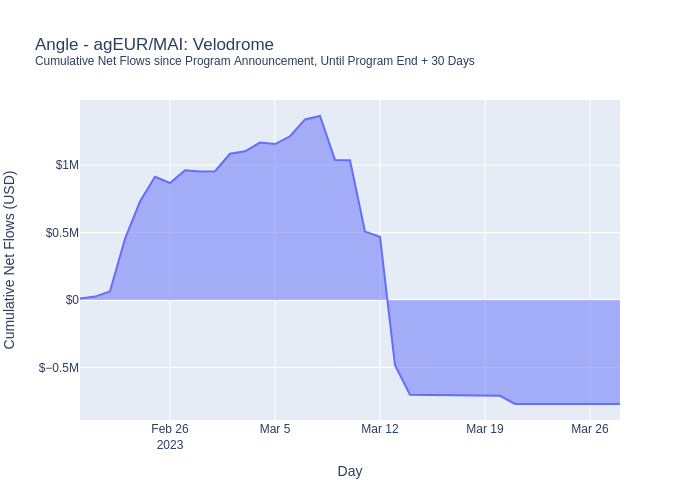 Angle - agEUR/MAI: Velodrome
Cumulative Net Flows since Program Announcement, Until Program End + 30 Days
Cumulative Net Flows (USD)
$1M
$0.5M
$0
$−0.5M
Feb 26
2023
Mar 5
Mar 12
Mar 19
Mar 26
Day